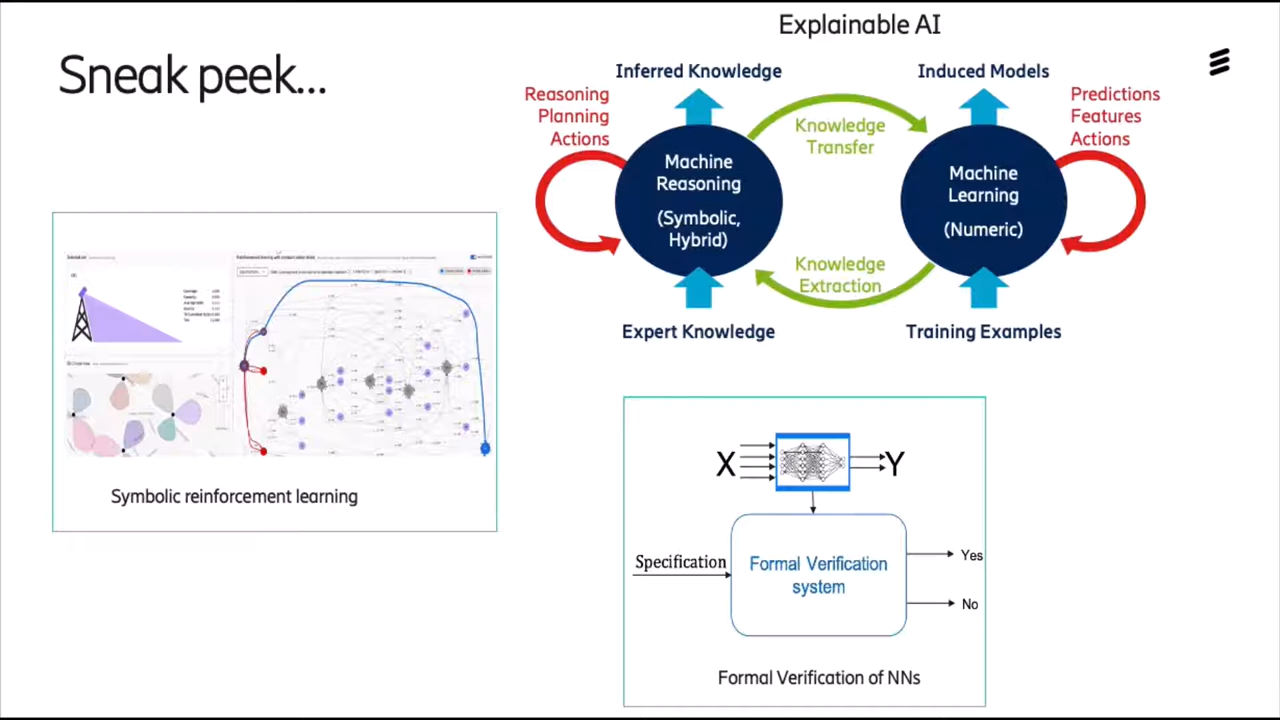 Sneak peek...
Explainable AI
Inferred Knowledge
Induced Models
Reasoning
Planning
Actions
Knowledge
Transfer
Predictions
Features
Actions
Machine
Reasoning
(Symbolic,
Hybrid)
Machine
Learning
(Numeric)
Knowledge
Extraction
Expert Knowledge
Training Examples
Symbolic reinforcement learning
X
Y
Specification
Formal Verification
system
Yes
No
Formal Verification of NNs